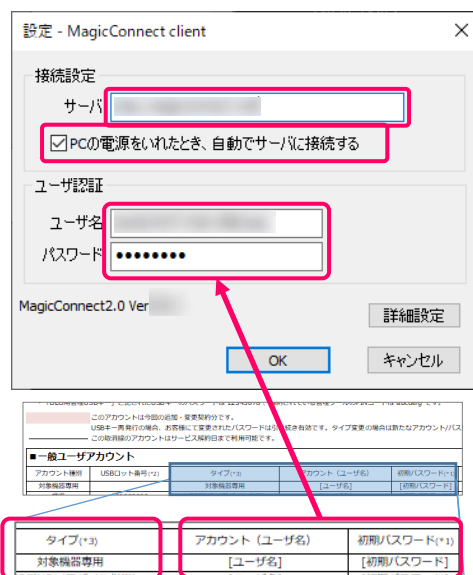 設定 - MagicConnect client
接続設定
サーバ
PCの電源をいれたとき、自動でサーバに接続する
ユーザ認証
ユーザ名
パスワード ●●●●●●●●
MagicConnect2.0 Ver
詳細設定
OK キャンセル
このアカウントは今回の追加・変更契約分です。
USBキー再発行の場合、お客様にて変更されたパスワードは引き続き有効です。タイプ変更の場合は新たなアカウント/パス
この取消線のアカウントはサービス解約日まで利用可能です。
■一般ユーザアカウント
アカウント種別 USBロット番号(*2) タイプ(*3) アカウント（ユーザ名） 初期パスワード(*1)
対象機器専用 対象機器専用 [ユーザ名] [初期パスワード]
タイプ(*3) アカウント（ユーザ名） 初期パスワード(*1)
対象機器専用 [ユーザ名] [初期パスワード]